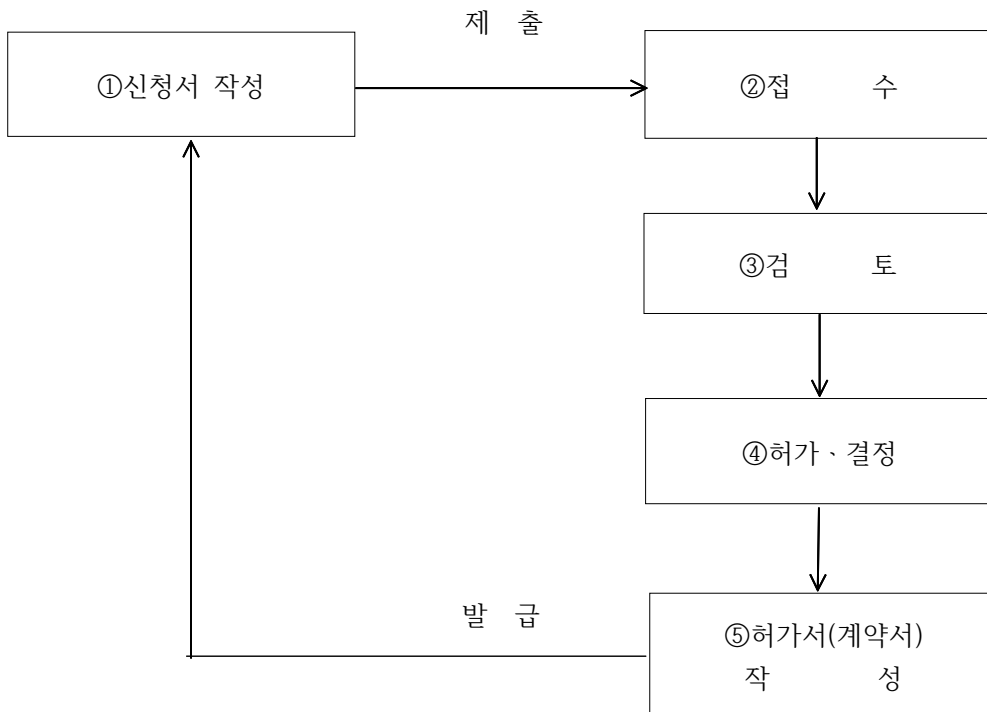 제 출
①신청서 작성
②접 수
③검 토
④허가、결정
발 급
⑤허가서(계약서)
작 성